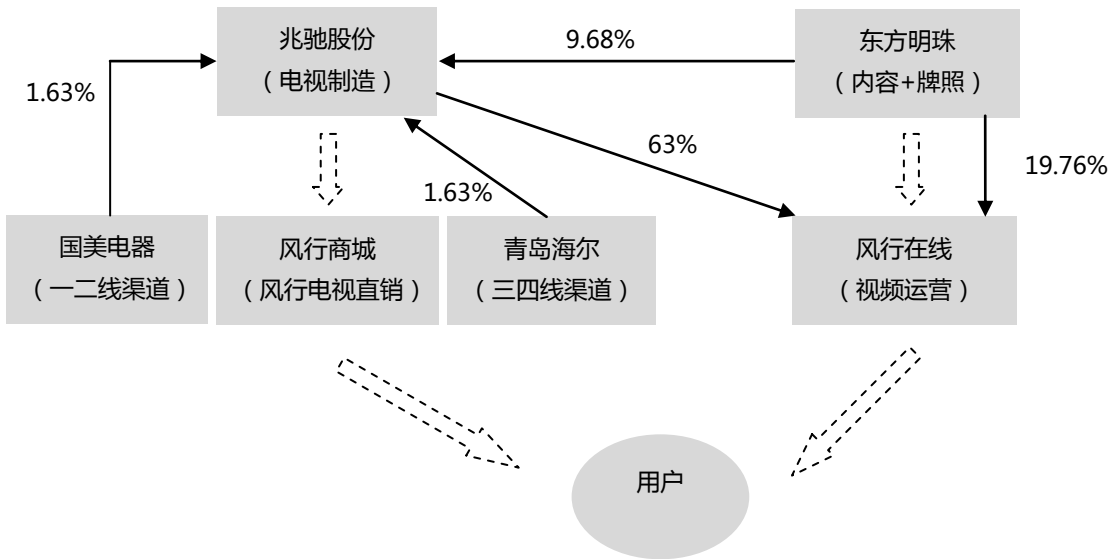 兆驰股份
（电视制造）
9.68%
东方明珠
（内容+牌照）
1.63%
63%
19.76%
1.63%
国美电器
（一二线渠道）
风行商城
（风行电视直销）
青岛海尔
（三四线渠道）
风行在线
（视频运营）
用户